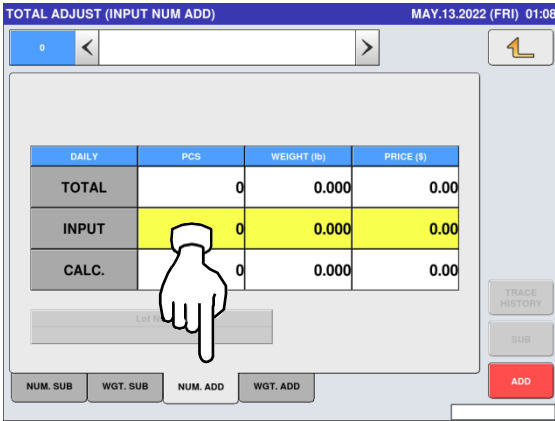 TOTAL ADJUST (INPUT NUM ADD) MAY.13.2022 (FRI) 01:08
0
DAILY PCS WEIGHT (lb) PRICE ($)
TOTAL 0 0.000 0.00
INPUT 0 0.000 0.00
CALC. 0 0.000 0.00
Lot
TRACE
HISTORY
SUB
ADD
NUM. SUB WGT. SUB NUM. ADD WGT. ADD